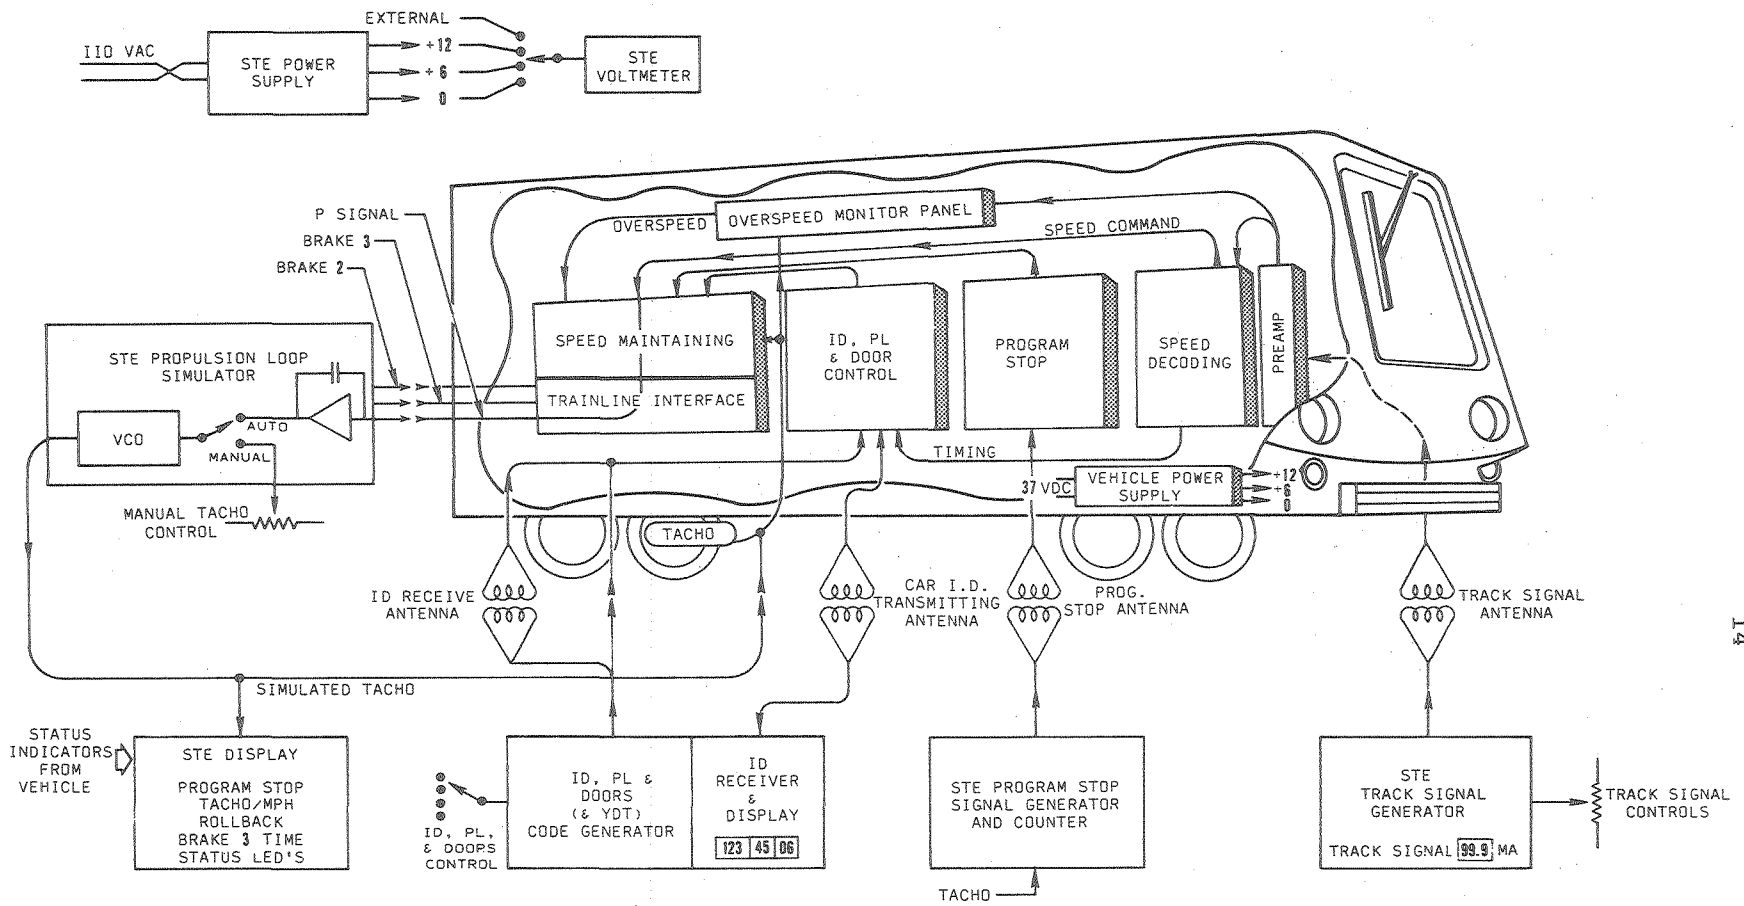 EXTERNAL
110 VAC
+12
STE POWER
SUPPLY
+ 6
0
STE
VOLTMETER
P SIGNAL
BRAKE 3
BRAKE 2
OVERSPEED
OVERSPEED MONITOR PANEL
SPEED COMMAND
STE PROPULSION LOOP
SIMULATOR
VCO
AUTO
MANUAL
MANUAL TACHO
CONTROL
SPEED MAINTAINING
TRAINLINE INTERFACE
ID, PL
& DOOR
CONTROL
PROGRAM
STOP
SPEED
DECODING
PREAMP
TIMING
37 VDC
VEHICLE POWER
SUPPLY
+12
+6
0
TACHO
ID RECEIVE
ANTENNA
CAR I.D.
TRANSMITTING
ANTENNA
PROG.
STOP ANTENNA
TRACK SIGNAL
ANTENNA
14
SIMULATED TACHO
STATUS
INDICATORS
FROM
VEHICLE
STE DISPLAY
PROGRAM STOP
TACHO/MPH
ROLLBACK
BRAKE 3 TIME
STATUS LED'S
ID, PL,
& DOORS
CONTROL
ID, PL &
DOORS
(& YDT)
CODE GENERATOR
ID
RECEIVER
&
DISPLAY
123 45 06
STE PROGRAM STOP
SIGNAL GENERATOR
AND COUNTER
TACHO
STE
TRACK SIGNAL
GENERATOR
TRACK SIGNAL 99.9 MA
TRACK SIGNAL
CONTROLS